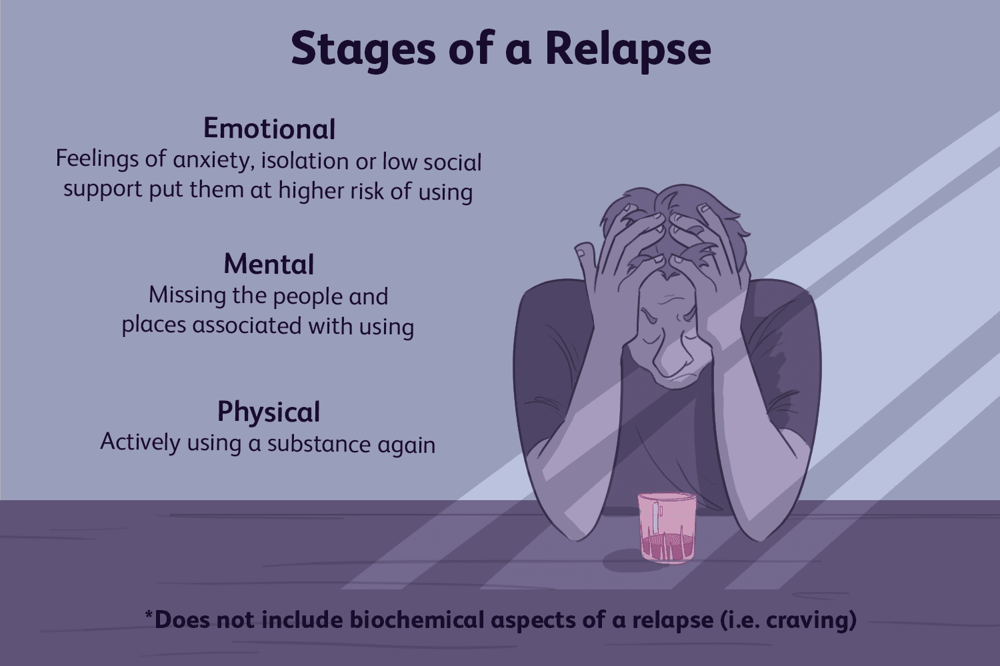 Stages of a Relapse
Emotional
Feelings of anxiety, isolation or low social
support put them at higher risk of using
Mental
Missing the people and
places associated with using
Physical
Actively using a substance again
*Does not include biochemical aspects of a relapse (i.e. craving)